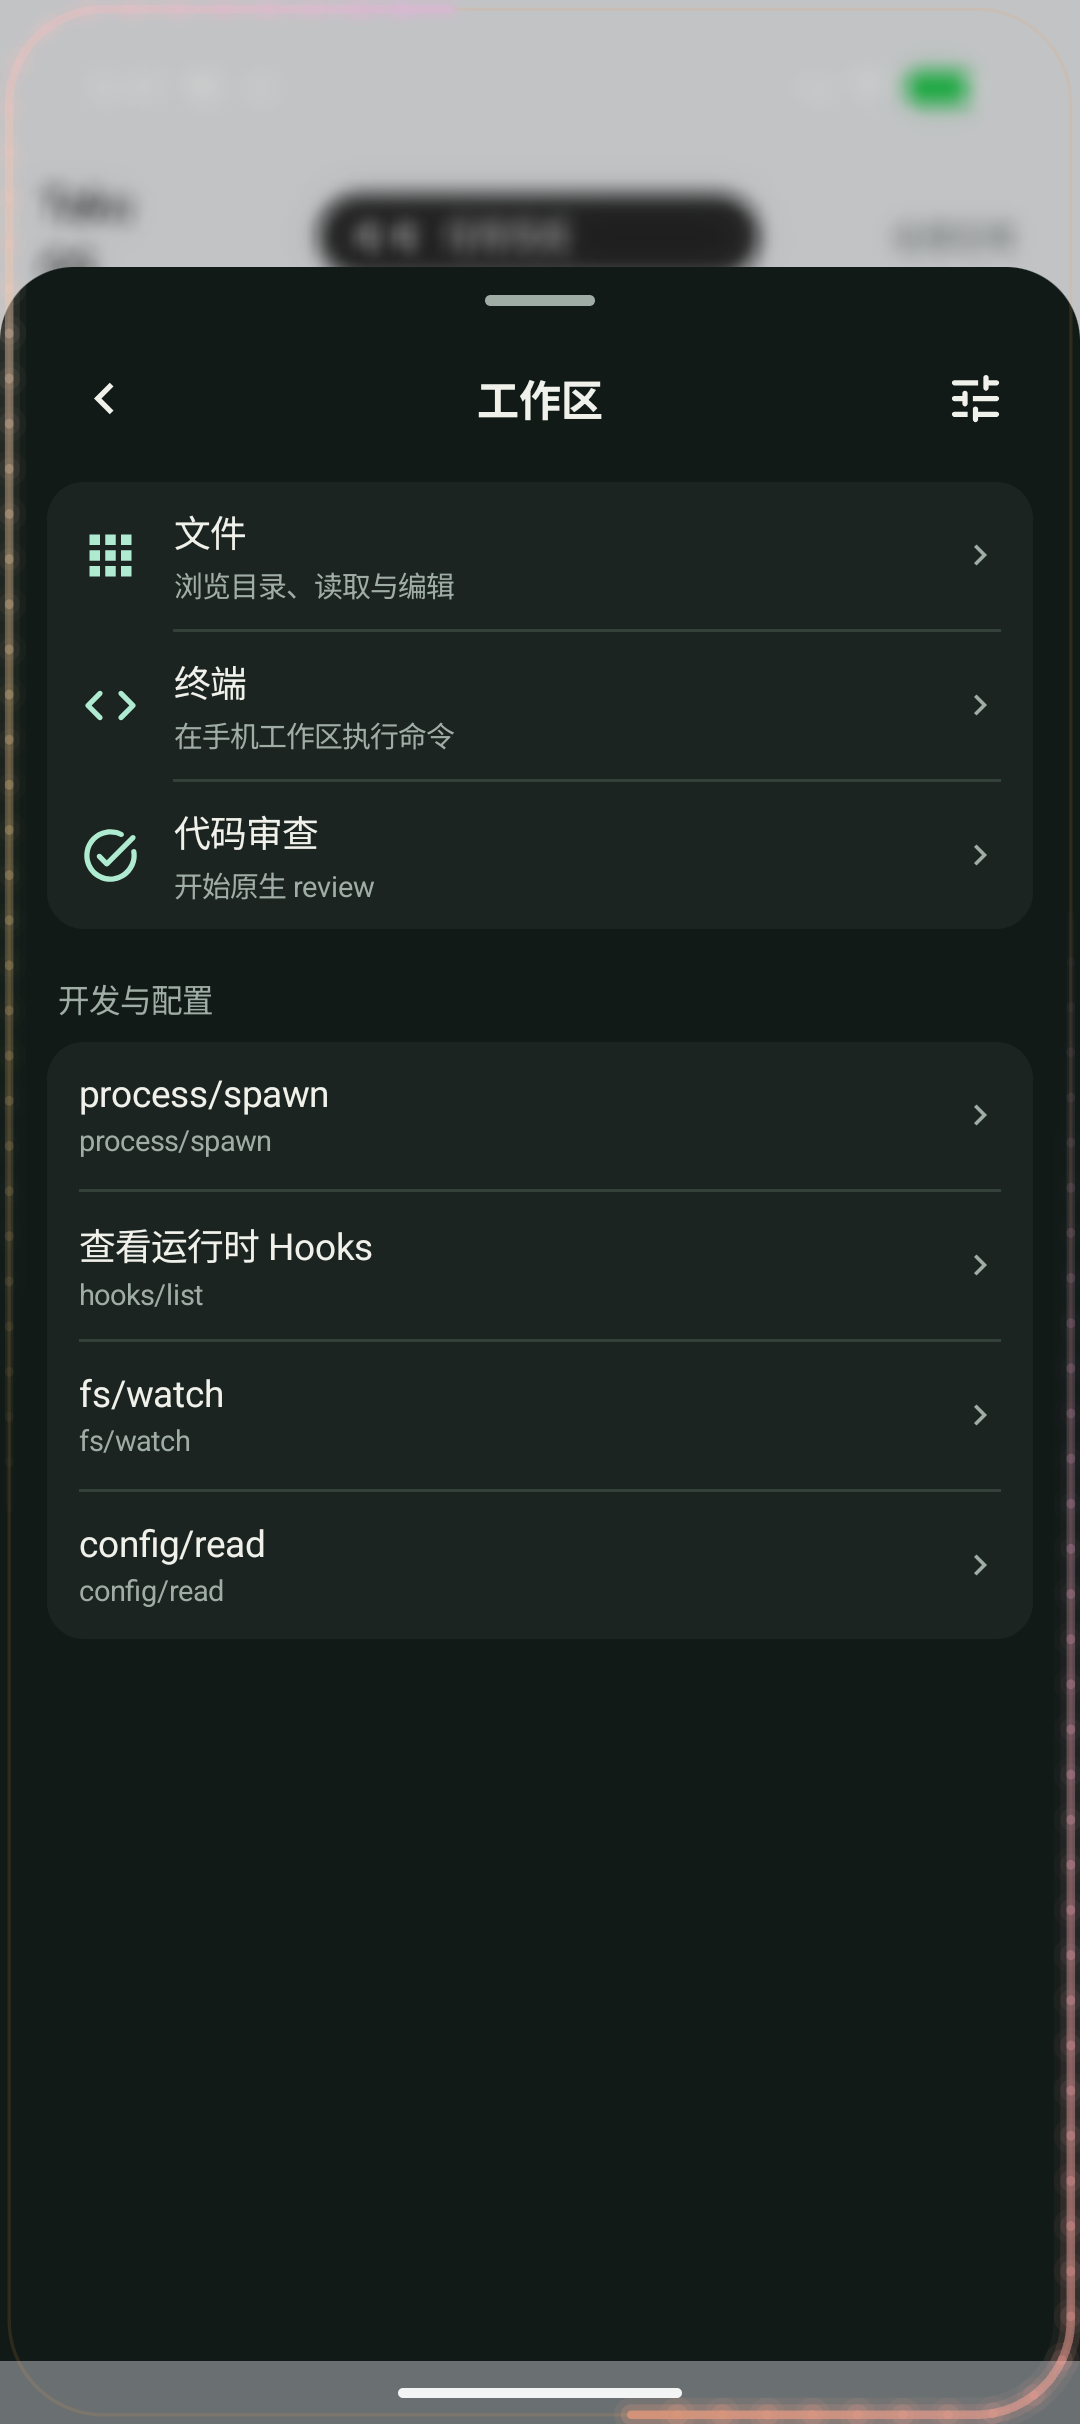 工作区
文件
浏览目录、读取与编辑
终端
在手机工作区执行命令
代码审查
开始原生 review
开发与配置
process/spawn
process/spawn
查看运行时 Hooks
hooks/list
fs/watch
fs/watch
config/read
config/read